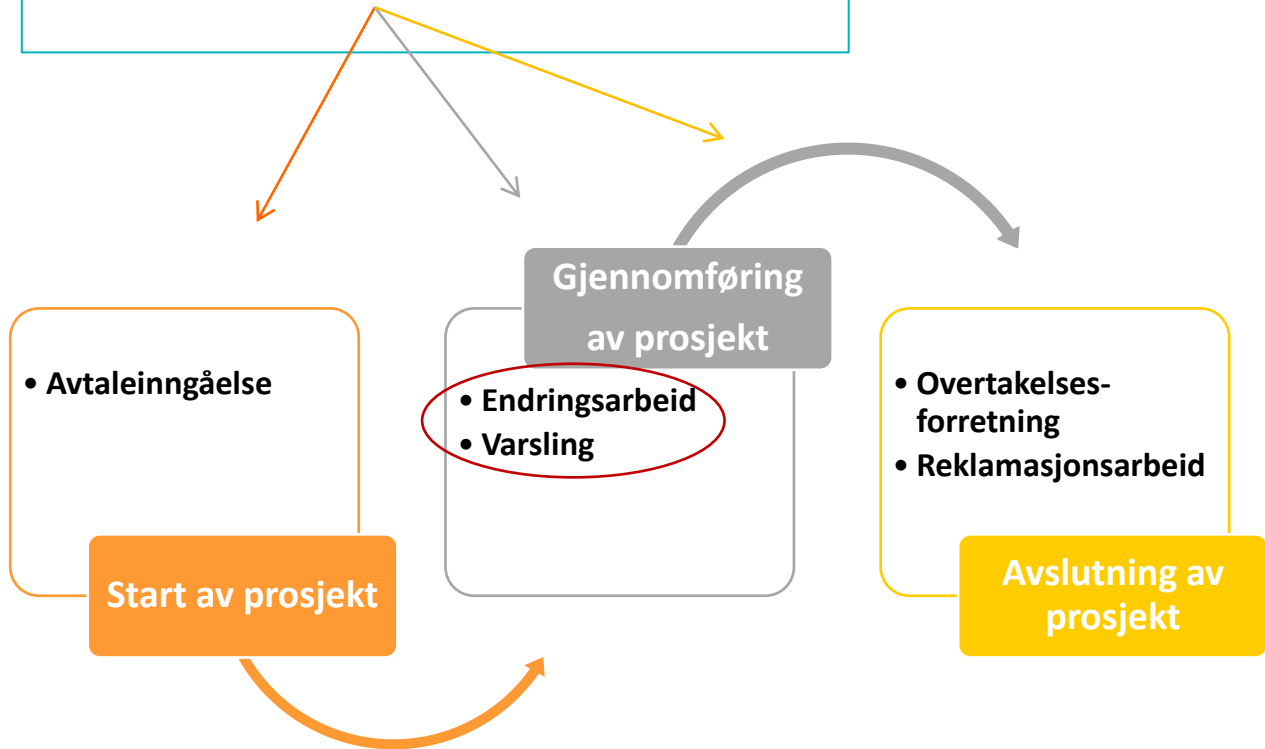 • Avtaleinngåelse
Start av prosjekt
Gjennomføring
av prosjekt
• Endringsarbeid
• Varsling
• Overtakelses-
forretning
• Reklamasjonsarbeid
Avslutning av
prosjekt